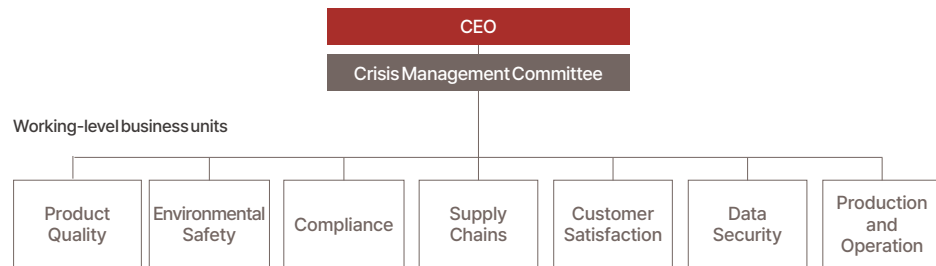 CEO
Crisis Management Committee
Working-level business units
Product
Quality
Environmental
Safety
Compliance
Supply
Chains
Customer
Satisfaction
Data
Security
Production
and
Operation